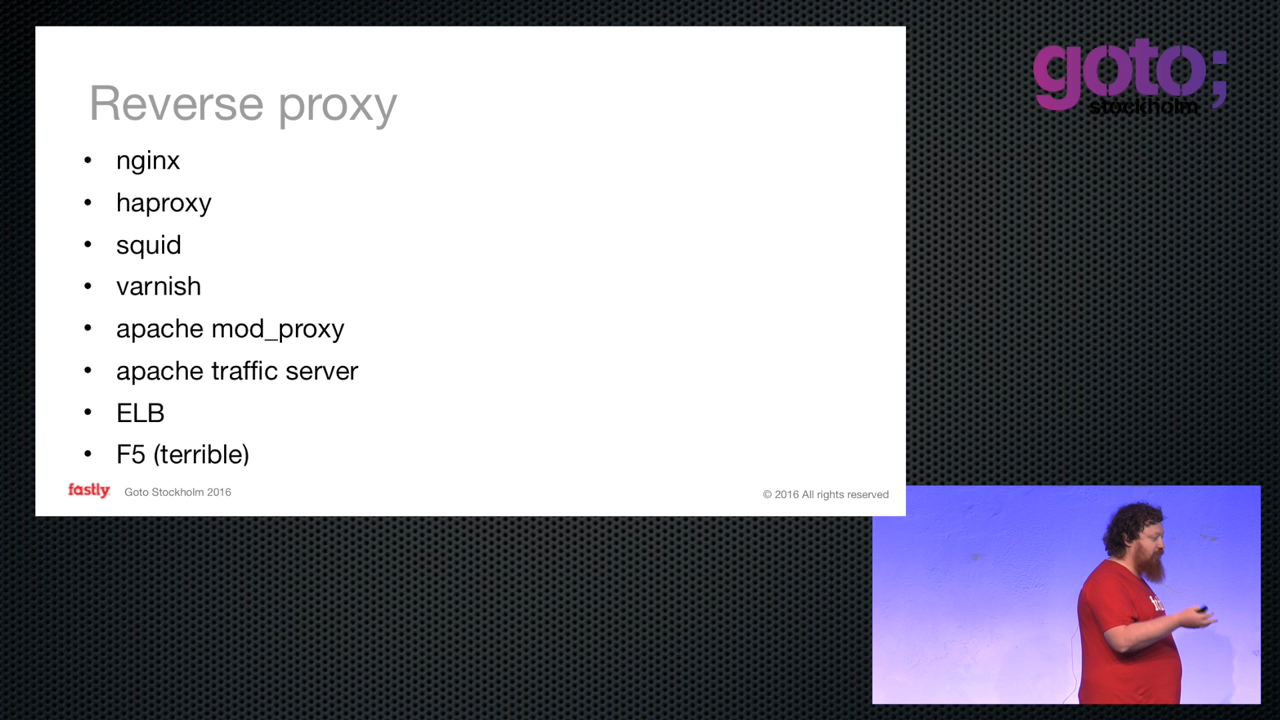 Reverse proxy
• nginx
• haproxy
• squid
• varnish
• apache mod_proxy
• apache traffic server
• ELB
• F5 (terrible)
fastly Goto Stockholm 2016
© 2016 All rights reserved
goto;
stockholm